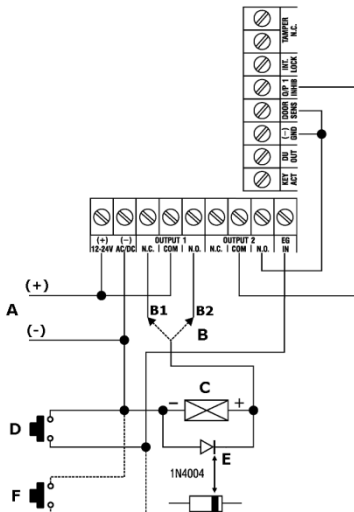 TAMPER N.C.
INT. LOCK
O/P 1 INHIB
DOOR SENS
(-) GND
DU OUT
KEY ACT
(+) (-) OUTPUT 1 OUTPUT 2 EG
12-24V AC/DC N.C. COM N.O. N.C. COM N.O. IN
(+)
A
B1 B2
(-)
B
C
- +
D
E
1N4004
F